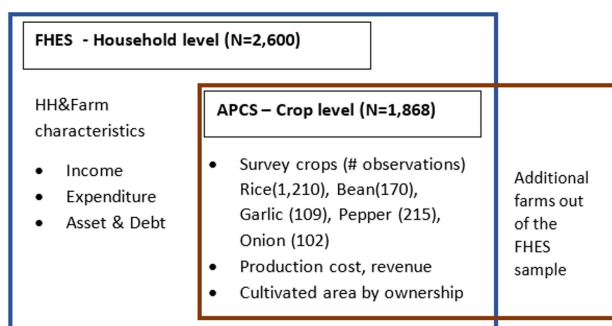 FHES - Household level (N=2,600)
HH&Farm
characteristics
• Income
• Expenditure
• Asset & Debt
APCS – Crop level (N=1,868)
• Survey crops (# observations)
Rice(1,210), Bean(170),
Garlic (109), Pepper (215),
Onion (102)
• Production cost, revenue
• Cultivated area by ownership
Additional
farms out
of the
FHES
sample